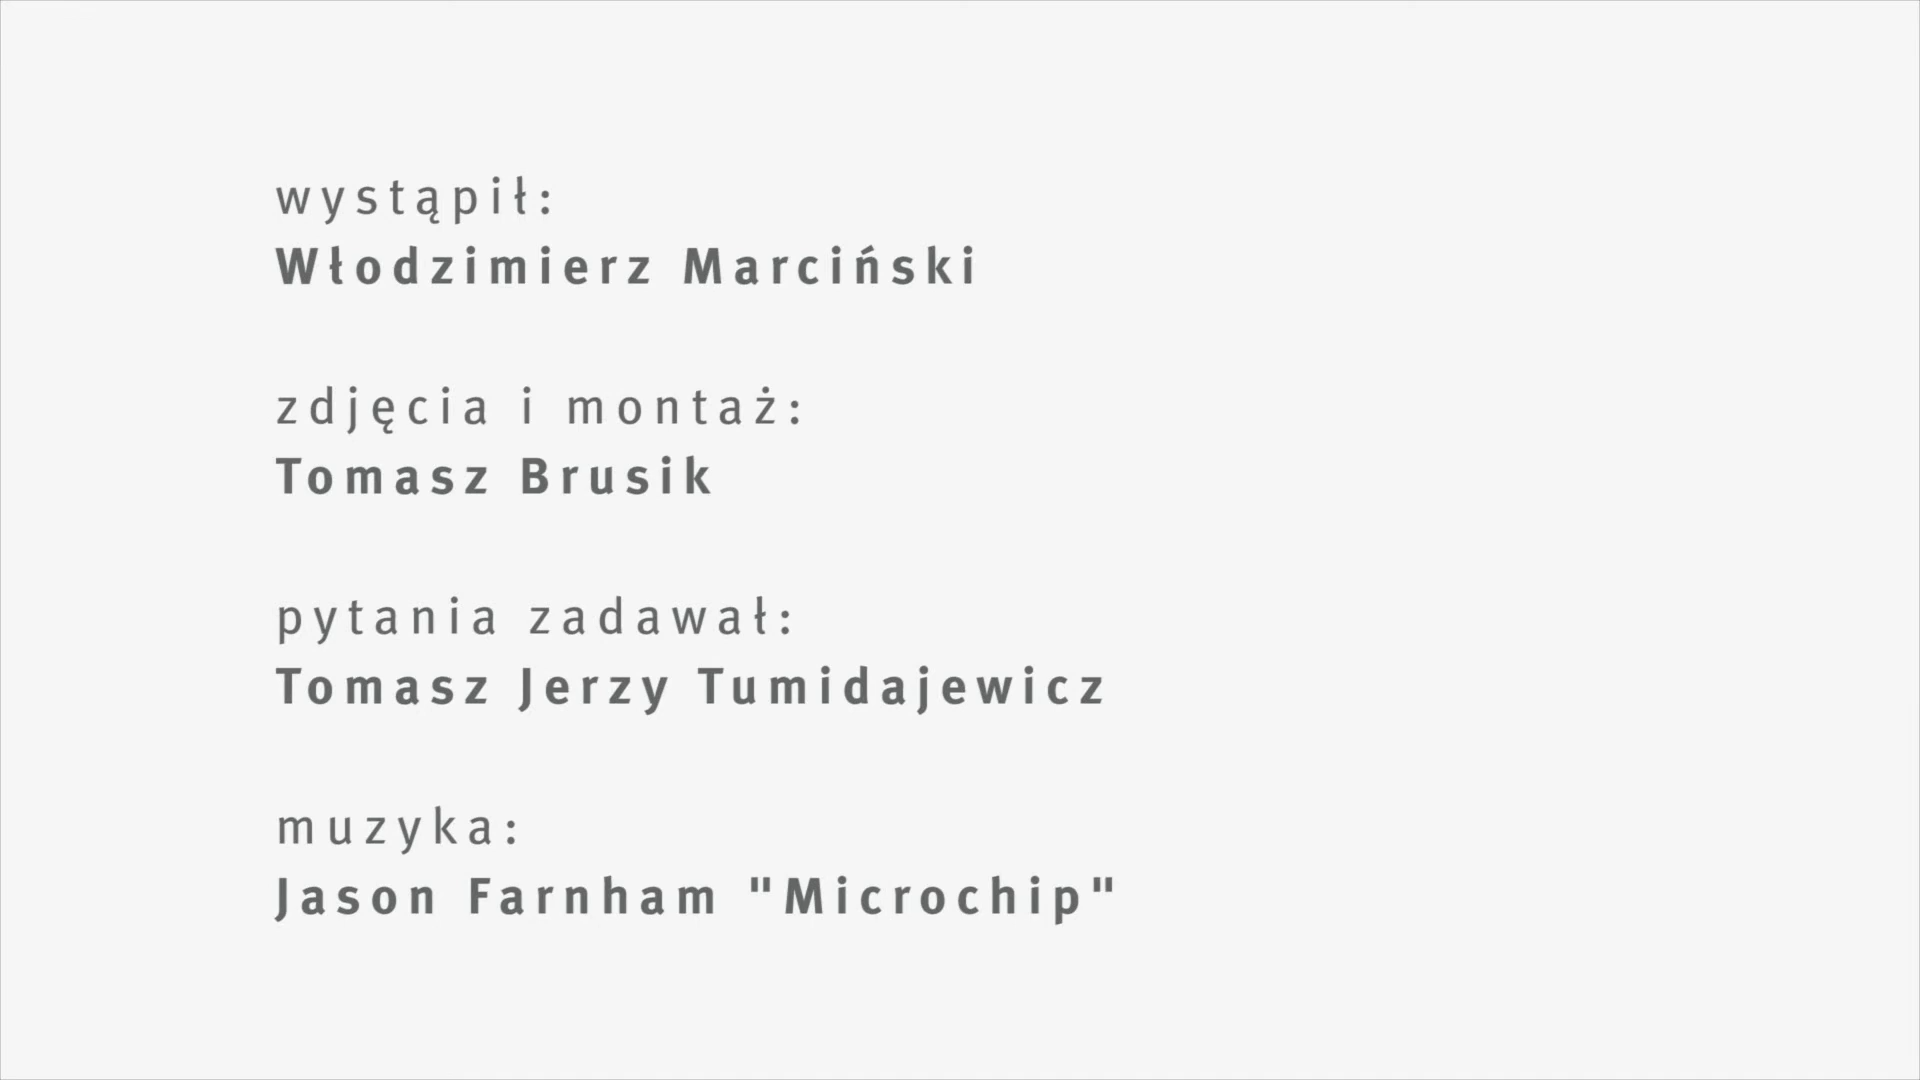 wystąpił:
Włodzimierz Marciński
zdjęcia i montaż:
Tomasz Brusik
pytania zadawał:
Tomasz Jerzy Tumidajewicz
muzyka:
Jason Farnham "Microchip"